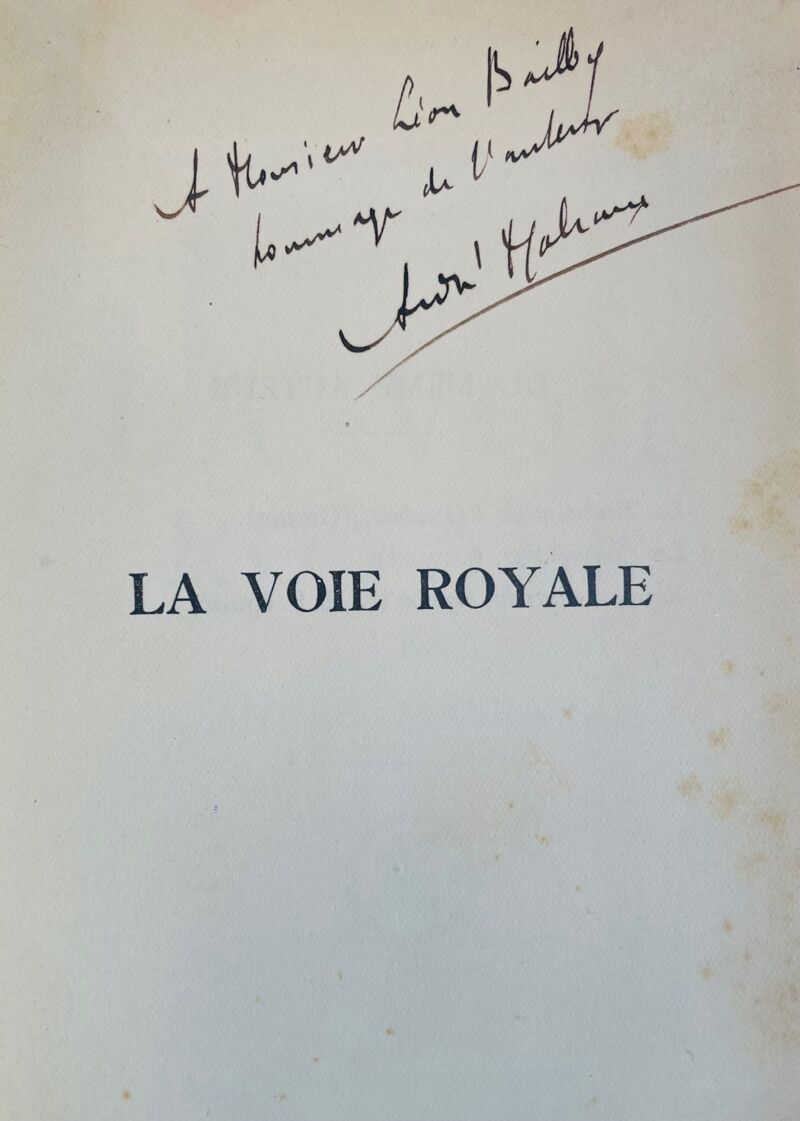 A Monsieur Léon Bailby
hommage de l'auteur
André Malraux
LA VOIE ROYALE